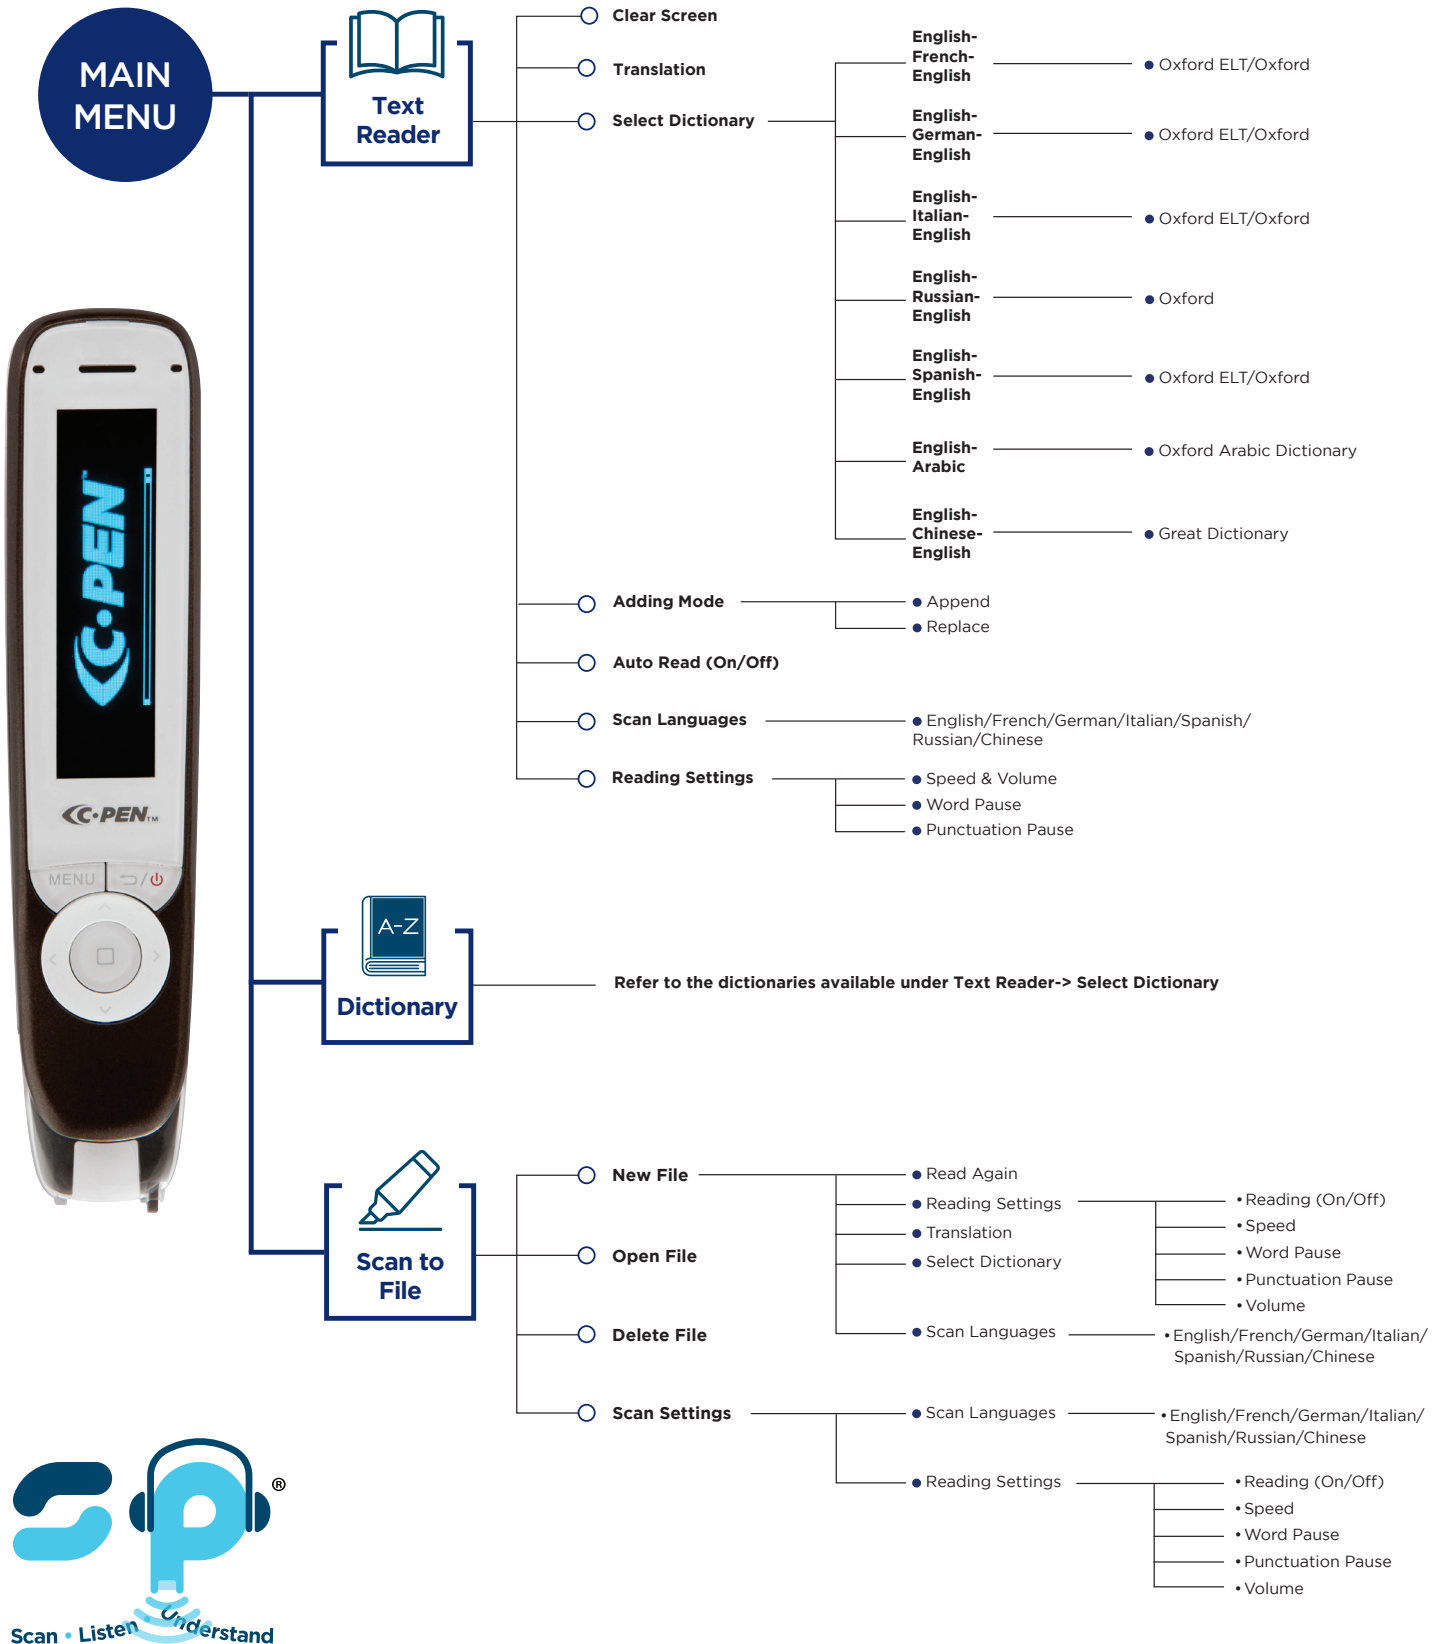 MAIN
MENU
Text
Reader
Clear Screen
Translation
Select Dictionary
English-
French-
English
Oxford ELT/Oxford
English-
German-
English
Oxford ELT/Oxford
English-
Italian-
English
Oxford ELT/Oxford
English-
Russian-
English
Oxford
English-
Spanish-
English
Oxford ELT/Oxford
English-
Arabic
Oxford Arabic Dictionary
English-
Chinese-
English
Great Dictionary
Adding Mode
Append
Replace
Auto Read (On/Off)
Scan Languages
English/French/German/Italian/Spanish/
Russian/Chinese
Reading Settings
Speed & Volume
Word Pause
Punctuation Pause
C•PEN™
C•PEN™
MENU
A-Z
Dictionary
Refer to the dictionaries available under Text Reader-> Select Dictionary
Scan to
File
New File
Read Again
Reading Settings
• Reading (On/Off)
• Speed
• Word Pause
• Punctuation Pause
• Volume
Translation
Select Dictionary
Scan Languages
• English/French/German/Italian/
Spanish/Russian/Chinese
Open File
Delete File
Scan Settings
Scan Languages
• English/French/German/Italian/
Spanish/Russian/Chinese
Reading Settings
• Reading (On/Off)
• Speed
• Word Pause
• Punctuation Pause
• Volume
SP®
Scan • Listen • Understand